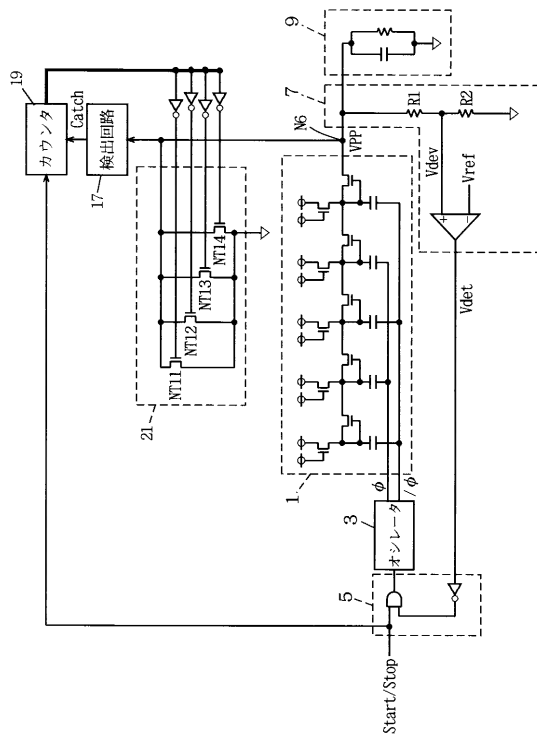 19
カウンタ
Catch
検出回路
17
NT11
NT12
NT13
NT14
21
9
7
N6
VPP
R1
R2
Vdev
Vref
+
-
Vdet
1
φ
/φ
3
オシレータ
5
Start/Stop